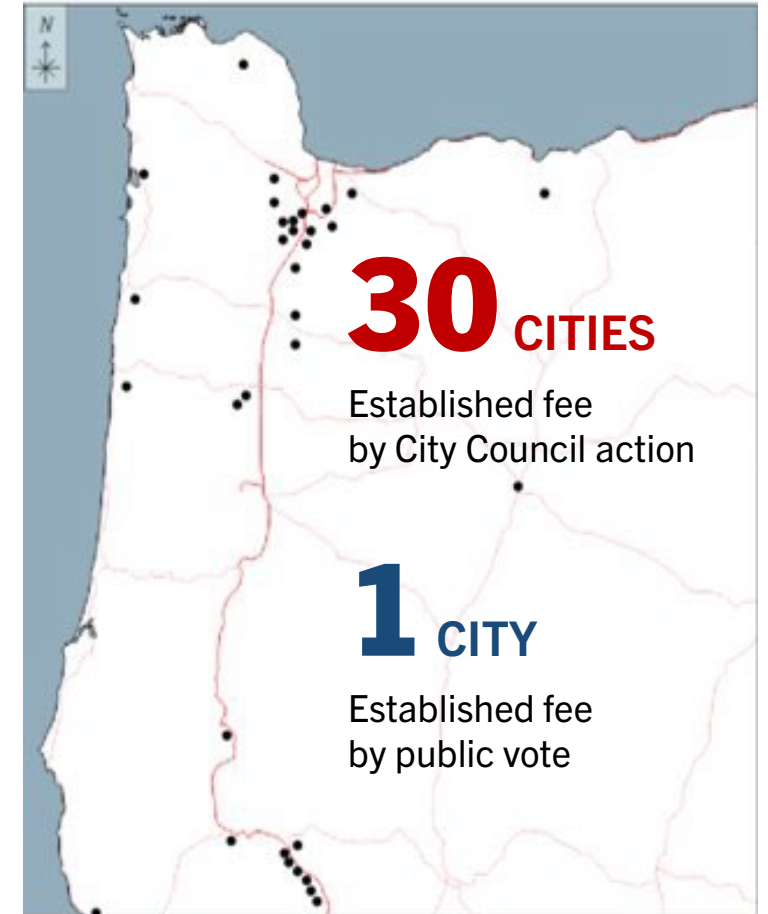 N
30 CITIES
Established fee
by City Council action
1 CITY
Established fee
by public vote